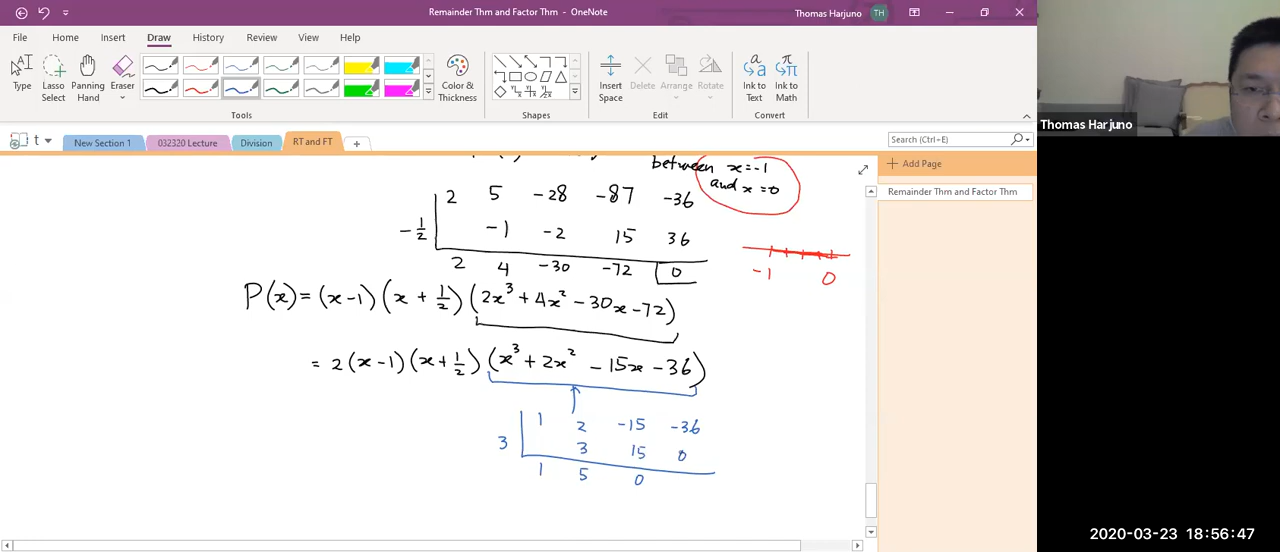 Remainder Thm and Factor Thm - OneNote
Thomas Harjuno
TH
File Home Insert Draw History Review View Help
Type
Lasso Select
Panning Hand
Eraser
Color & Thickness
Insert Space
Delete
Arrange
Rotate
Ink to Text
Ink to Math
Tools
Shapes
Edit
Convert
t
New Section 1
032320 Lecture
Division
RT and FT
Search (Ctrl+E)
Add Page
Remainder Thm and Factor Thm
Thomas Harjuno
between x=-1
and x=0
2 5 -28 -87 -36
-1/2
-1 -2 15 36
2 4 -30 -72 0
-1 0
P(x) = (x-1)(x+1/2)(2x³+4x²-30x-72)
= 2(x-1)(x+1/2)(x³+2x²-15x-36)
1 2 -15 -36
3
3 15 0
1 5 0
2020-03-23 18:56:47